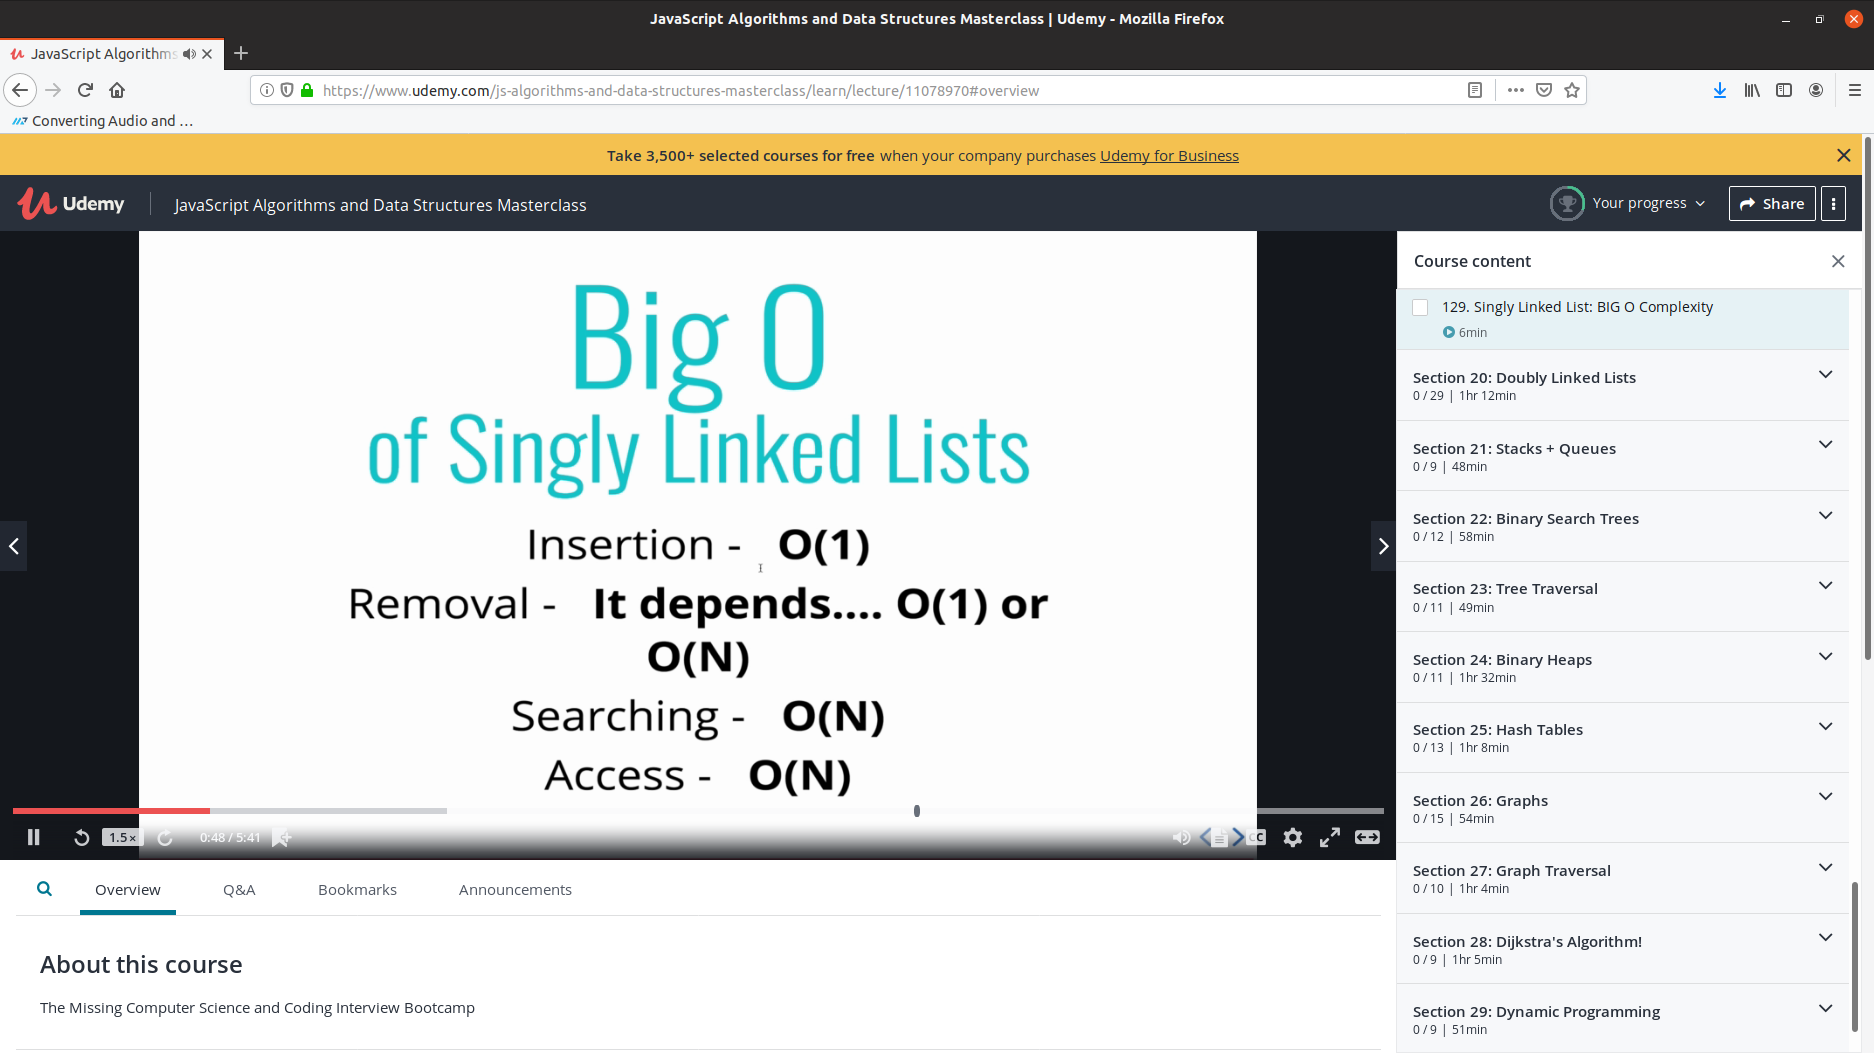 JavaScript Algorithms and Data Structures Masterclass | Udemy - Mozilla Firefox
JavaScript Algorithms
https://www.udemy.com/js-algorithms-and-data-structures-masterclass/learn/lecture/11078970#overview
Converting Audio and ...
Take 3,500+ selected courses for free when your company purchases Udemy for Business
Udemy
JavaScript Algorithms and Data Structures Masterclass
Your progress
Share
Big O
of Singly Linked Lists
Insertion - O(1)
Removal - It depends.... O(1) or
O(N)
Searching - O(N)
Access - O(N)
1.5×
0:48 / 5:41
CC
Overview
Q&A
Bookmarks
Announcements
About this course
The Missing Computer Science and Coding Interview Bootcamp
Course content
129. Singly Linked List: BIG O Complexity
6min
Section 20: Doubly Linked Lists
0 / 29 | 1hr 12min
Section 21: Stacks + Queues
0 / 9 | 48min
Section 22: Binary Search Trees
0 / 12 | 58min
Section 23: Tree Traversal
0 / 11 | 49min
Section 24: Binary Heaps
0 / 11 | 1hr 32min
Section 25: Hash Tables
0 / 13 | 1hr 8min
Section 26: Graphs
0 / 15 | 54min
Section 27: Graph Traversal
0 / 10 | 1hr 4min
Section 28: Dijkstra's Algorithm!
0 / 9 | 1hr 5min
Section 29: Dynamic Programming
0 / 9 | 51min